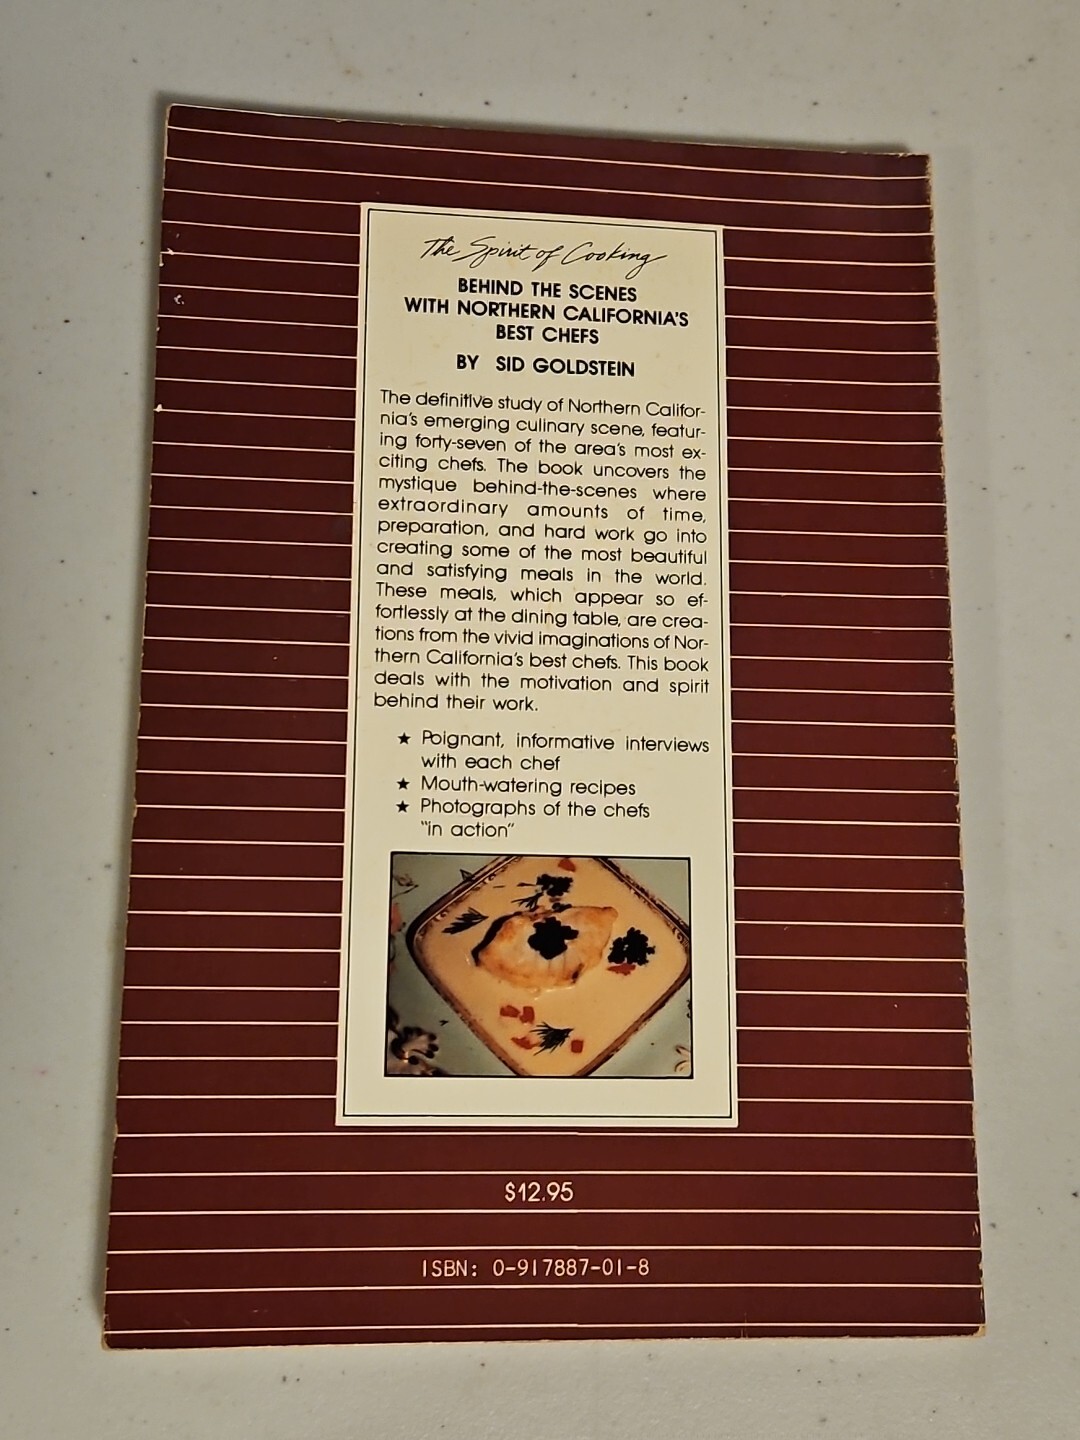 The Spirit of Cooking
BEHIND THE SCENES
WITH NORTHERN CALIFORNIA'S
BEST CHEFS
BY SID GOLDSTEIN
The definitive study of Northern Califor-
nia's emerging culinary scene, featur-
ing forty-seven of the area's most ex-
citing chefs. The book uncovers the
mystique behind-the-scenes where
extraordinary amounts of time,
preparation, and hard work go into
creating some of the most beautiful
and satisfying meals in the world.
These meals, which appear so ef-
fortlessly at the dining table, are crea-
tions from the vivid imaginations of Nor-
thern California's best chefs. This book
deals with the motivation and spirit
behind their work.
★ Poignant, informative interviews
with each chef
★ Mouth-watering recipes
★ Photographs of the chefs
"in action"
$12.95
ISBN: 0-917887-01-8